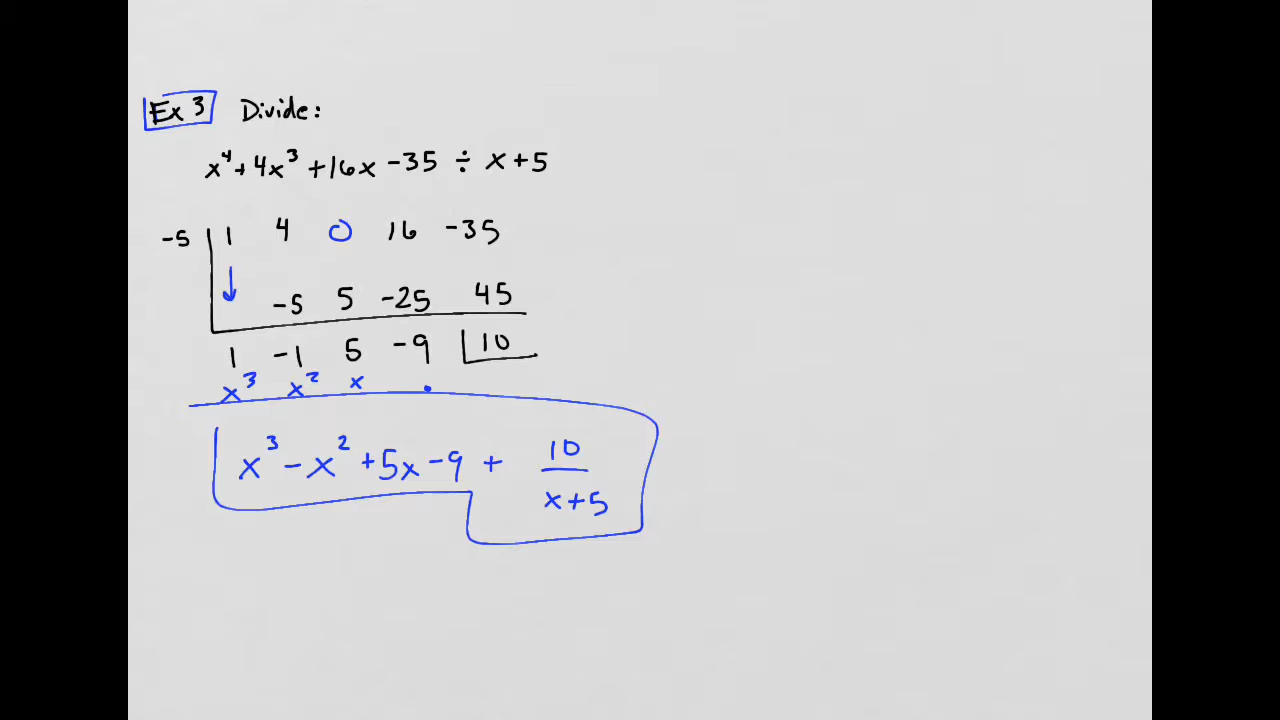 Ex 3 Divide:
x⁴+4x³+16x-35 ÷ x+5
-5 | 1 4 0 16 -35
↓ -5 5 -25 45
1 -1 5 -9 |10
x³ x² x .
x³-x²+5x-9 + 10/(x+5)